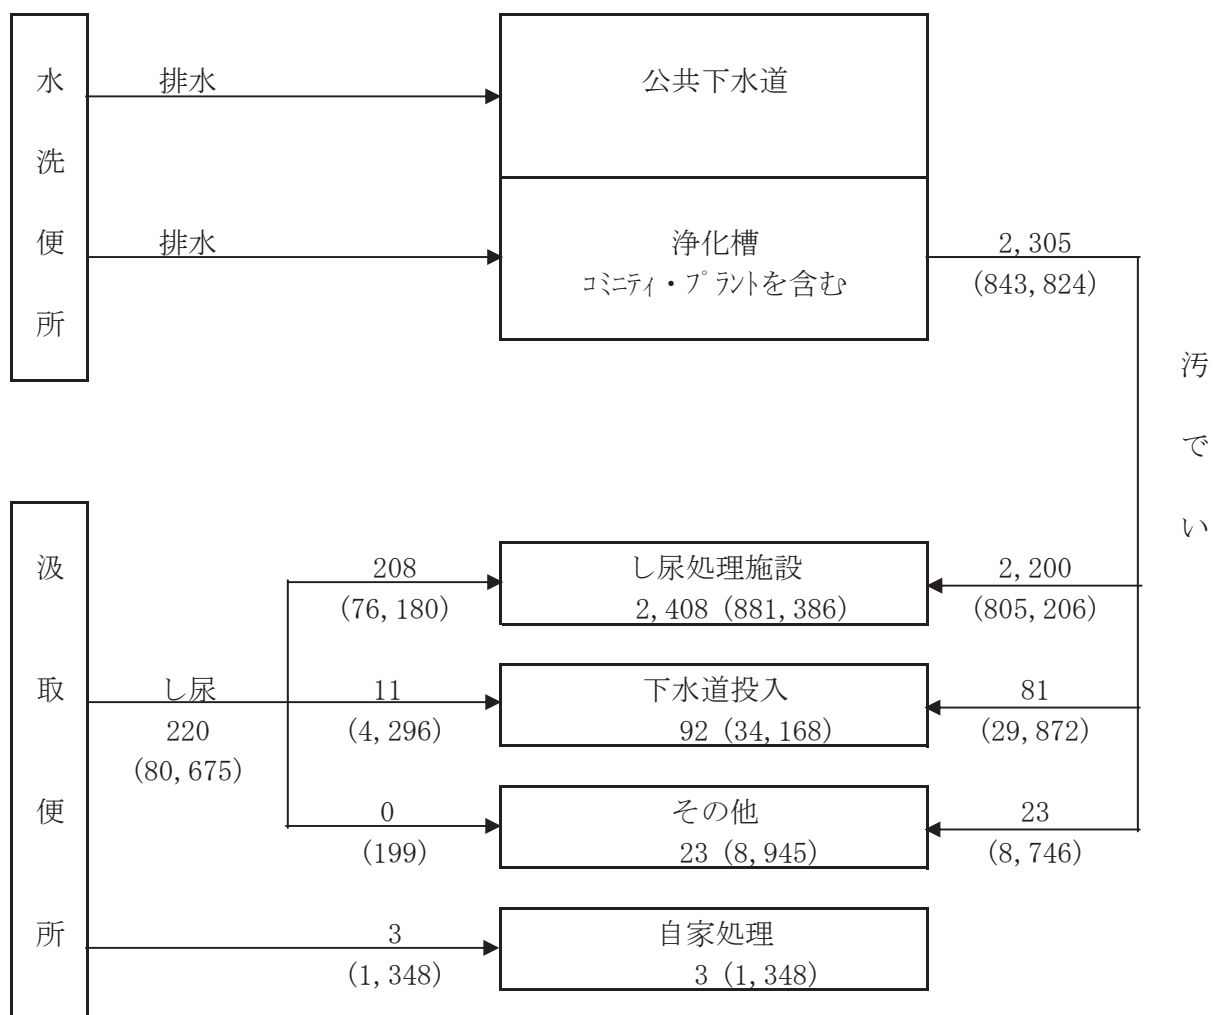 水洗便所
排水
公共下水道
排水
浄化槽
コミニティ・プラントを含む
2,305
(843,824)
汚でい
汲取便所
208
(76,180)
し尿処理施設
2,408 (881,386)
2,200
(805,206)
し尿
220
(80,675)
11
(4,296)
下水道投入
92 (34,168)
81
(29,872)
0
(199)
その他
23 (8,945)
23
(8,746)
3
(1,348)
自家処理
3 (1,348)